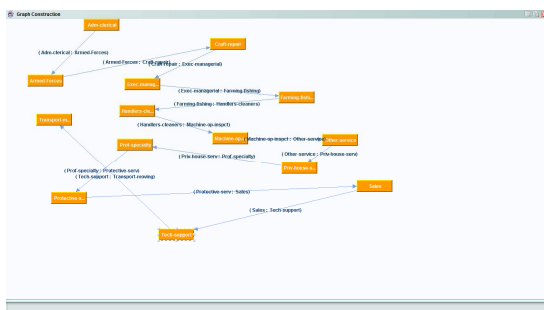 Graph Construction
Adm-clerical
Craft-repair
( Adm-clerical : Armed-Forces )
( Armed-Forces : Craft-repair )
( Craft-repair : Exec-managerial )
Armed-Forces
Exec-manag...
( Exec-managerial : Farming-fishing )
Farming-fishi...
( Farming-fishing : Handlers-cleaners )
Handlers-cle...
Transport-m...
( Handlers-cleaners : Machine-op-inspct )
Machine-op-...
( Machine-op-inspct : Other-service )
Other-service
Prof-specialty
( Other-service : Priv-house-serv )
( Priv-house-serv : Prof-specialty )
Priv-house-s...
( Prof-specialty : Protective-serv )
( Tech-support : Transport-moving )
Sales
( Protective-serv : Sales )
Protective-s...
( Sales : Tech-support )
Tech-support